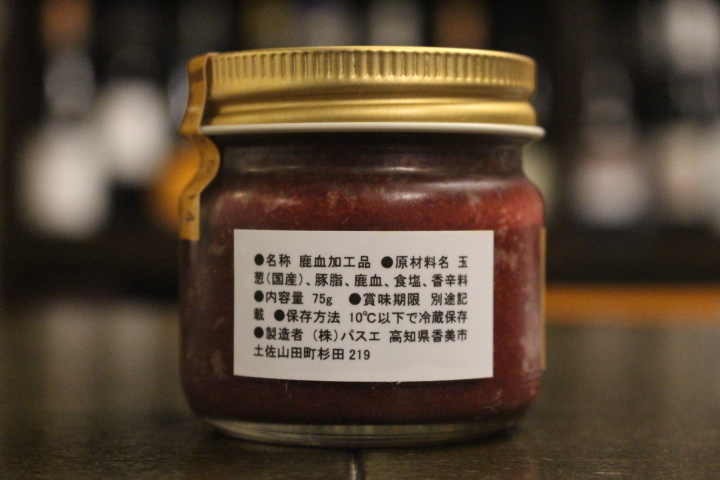 ●名称 鹿血加工品 ●原材料名 玉
葱(国産)、豚脂、鹿血、食塩、香辛料
●内容量 75g ●賞味期限 別途記
載 ●保存方法 10℃以下で冷蔵保存
●製造者 (株)パスエ 高知県香美市
土佐山田町杉田219